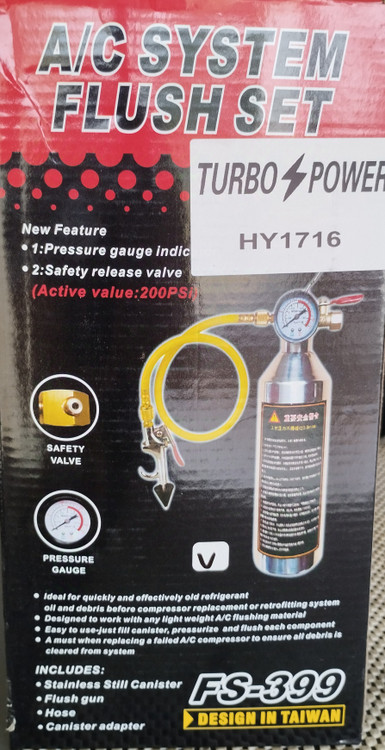 A/C SYSTEM
FLUSH SET
TURBO POWER
HY1716
New Feature
• 1:Pressure gauge indic
• 2:Safety release valve
(Active value:200PSi)
SAFETY
VALVE
PRESSURE
GAUGE
V
• Ideal for quickly and effectively old refrigerant
oil and debris before compressor replacement or retrofitting system
• Designed to work with any light weight A/C flushing material
• Easy to use-just fill canister, pressurize and flush each component
• A must when replacing a failed A/C compressor to ensure all debris is
cleared from system
INCLUDES:
• Stainless Still Canister
• Flush gun
• Hose
• Canister adapter
FS-399
DESIGN IN TAIWAN